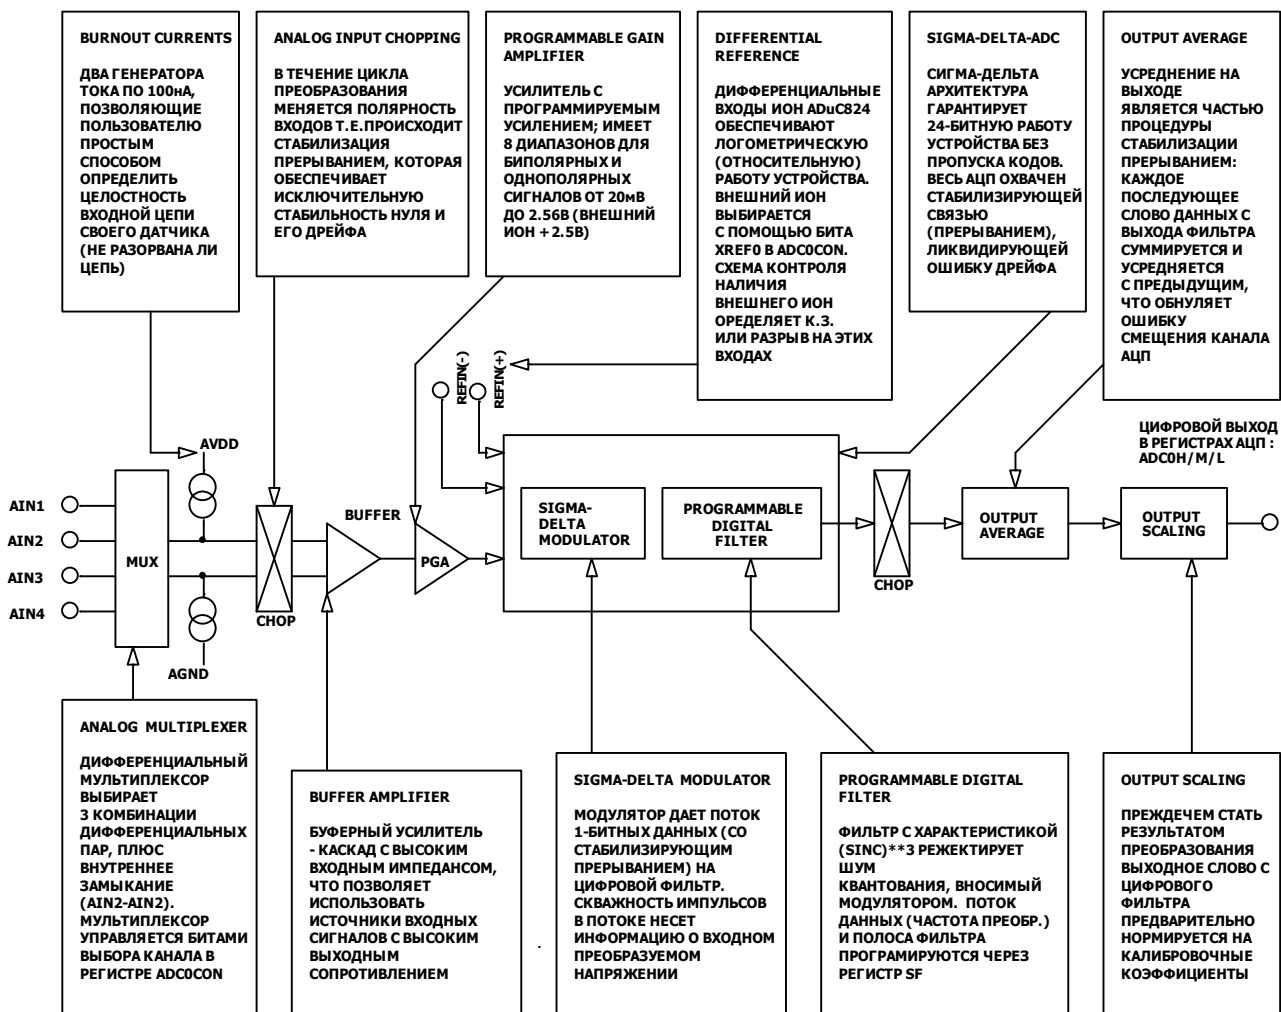 BURNOUT CURRENTS
ДВА ГЕНЕРАТОРА
ТОКА ПО 100нА,
ПОЗВОЛЯЮЩИЕ
ПОЛЬЗОВАТЕЛЮ
ПРОСТЫМ
СПОСОБОМ
ОПРЕДЕЛИТЬ
ЦЕЛОСТНОСТЬ
ВХОДНОЙ ЦЕПИ
СВОЕГО ДАТЧИКА
(НЕ РАЗОРВАНА ЛИ
ЦЕПЬ)
ANALOG INPUT CHOPPING
В ТЕЧЕНИЕ ЦИКЛА
ПРЕОБРАЗОВАНИЯ
МЕНЯЕТСЯ ПОЛЯРНОСТЬ
ВХОДОВ Т.Е.ПРОИСХОДИТ
СТАБИЛИЗАЦИЯ
ПРЕРЫВАНИЕМ, КОТОРАЯ
ОБЕСПЕЧИВАЕТ
ИСКЛЮЧИТЕЛЬНУЮ
СТАБИЛЬНОСТЬ НУЛЯ И
ЕГО ДРЕЙФА
PROGRAMMABLE GAIN
AMPLIFIER
УСИЛИТЕЛЬ С
ПРОГРАММИРУЕМЫМ
УСИЛЕНИЕМ; ИМЕЕТ
8 ДИАПАЗОНОВ ДЛЯ
БИПОЛЯРНЫХ И
ОДНОПОЛЯРНЫХ
СИГНАЛОВ ОТ 20мВ
ДО 2.56В (ВНЕШНИЙ
ИОН +2.5В)
DIFFERENTIAL
REFERENCE
ДИФФЕРЕНЦИАЛЬНЫЕ
ВХОДЫ ИОН ADuC824
ОБЕСПЕЧИВАЮТ
ЛОГОМЕТРИЧЕСКУЮ
(ОТНОСИТЕЛЬНУЮ)
РАБОТУ УСТРОЙСТВА.
ВНЕШНИЙ ИОН
ВЫБИРАЕТСЯ
С ПОМОЩЬЮ БИТА
XREF0 В ADC0CON.
СХЕМА КОНТРОЛЯ
НАЛИЧИЯ
ВНЕШНЕГО ИОН
ОРЕДЕЛЯЕТ К.З.
ИЛИ РАЗРЫВ НА ЭТИХ
ВХОДАХ
SIGMA-DELTA-ADC
СИГМА-ДЕЛЬТА
АРХИТЕКТУРА
ГАРАНТИРУЕТ
24-БИТНУЮ РАБОТУ
УСТРОЙСТВА БЕЗ
ПРОПУСКА КОДОВ.
ВЕСЬ АЦП ОХВАЧЕН
СТАБИЛИЗИРУЮЩЕЙ
СВЯЗЬЮ
(ПРЕРЫВАНИЕМ),
ЛИКВИДИРУЮЩЕЙ
ОШИБКУ ДРЕЙФА
OUTPUT AVERAGE
УСРЕДНЕНИЕ НА
ВЫХОДЕ
ЯВЛЯЕТСЯ ЧАСТЬЮ
ПРОЦЕДУРЫ
СТАБИЛИЗАЦИИ
ПРЕРЫВАНИЕМ:
КАЖДОЕ
ПОСЛЕДУЮЩЕЕ
СЛОВО ДАННЫХ С
ВЫХОДА ФИЛЬТРА
СУММИРУЕТСЯ И
УСРЕДНЯЕТСЯ
С ПРЕДЫДУЩИМ,
ЧТО ОБНУЛЯЕТ
ОШИБКУ
СМЕЩЕНИЯ КАНАЛА
АЦП
REFIN(-)
REFIN(+)
ЦИФРОВОЙ ВЫХОД
В РЕГИСТРАХ АЦП :
ADC0H/M/L
AVDD
AIN1
AIN2
AIN3
AIN4
MUX
AGND
CHOP
BUFFER
PGA
SIGMA-
DELTA
MODULATOR
PROGRAMMABLE
DIGITAL
FILTER
CHOP
OUTPUT
AVERAGE
OUTPUT
SCALING
ANALOG MULTIPLEXER
ДИФФЕРЕНЦИАЛЬНЫЙ
МУЛЬТИПЛЕКСОР
ВЫБИРАЕТ
3 КОМБИНАЦИИ
ДИФФЕРЕНЦИАЛЬНЫХ
ПАР, ПЛЮС
ВНУТРЕННЕЕ
ЗАМЫКАНИЕ
(AIN2-AIN2).
МУЛЬТИПЛЕКСОР
УПРАВЛЯЕТСЯ БИТАМИ
ВЫБОРА КАНАЛА В
РЕГИСТРЕ ADC0CON
BUFFER AMPLIFIER
БУФЕРНЫЙ УСИЛИТЕЛЬ
- КАСКАД С ВЫСОКИМ
ВХОДНЫМ ИМПЕДАНСОМ,
ЧТО ПОЗВОЛЯЕТ
ИСПОЛЬЗОВАТЬ
ИСТОЧНИКИ ВХОДНЫХ
СИГНАЛОВ С ВЫСОКИМ
ВЫХОДНЫМ
СОПРОТИВЛЕНИЕМ
SIGMA-DELTA MODULATOR
МОДУЛЯТОР ДАЕТ ПОТОК
1-БИТНЫХ ДАННЫХ (СО
СТАБИЛИЗИРУЮЩИМ
ПРЕРЫВАНИЕМ) НА
ЦИФРОВОЙ ФИЛЬТР.
СКВАЖНОСТЬ ИМПУЛЬСОВ
В ПОТОКЕ НЕСЕТ
ИНФОРМАЦИЮ О ВХОДНОМ
ПРЕОБРАЗУЕМОМ
НАПРЯЖЕНИИ
PROGRAMMABLE DIGITAL
FILTER
ФИЛЬТР С ХАРАКТЕРИСТИКОЙ
(SINC)**3 РЕЖЕКТИРУЕТ
ШУМ
КВАНТОВАНИЯ, ВНОСИМЫЙ
МОДУЛЯТОРОМ. ПОТОК
ДАННЫХ (ЧАСТОТА ПРЕОБР.)
И ПОЛОСА ФИЛЬТРА
ПРОГРАМИРУЮТСЯ ЧЕРЕЗ
РЕГИСТР SF
OUTPUT SCALING
ПРЕЖДЕЧЕМ СТАТЬ
РЕЗУЛЬТАТОМ
ПРЕОБРАЗОВАНИЯ
ВЫХОДНОЕ СЛОВО С
ЦИФРОВОГО
ФИЛЬТРА
ПРЕДВАРИТЕЛЬНО
НОРМИРУЕТСЯ НА
КАЛИБРОВОЧНЫЕ
КОЭФФИЦИЕНТЫ